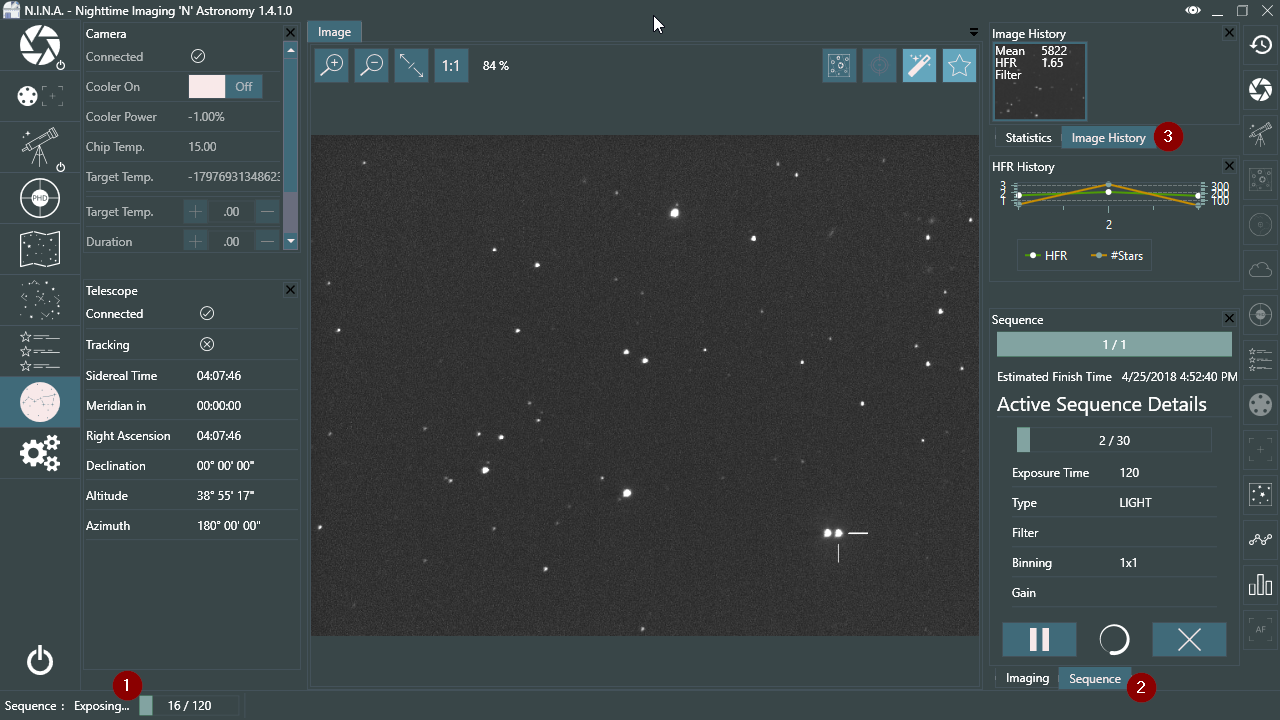 N.I.N.A. - Nighttime Imaging 'N' Astronomy 1.4.1.0
Camera
Connected
Cooler On Off
Cooler Power -1.00%
Chip Temp. 15.00
Target Temp. -17976931348623
Target Temp. + .00 —
Duration + .00 —
PHD
Telescope
Connected
Tracking
Sidereal Time 04:07:46
Meridian in 00:00:00
Right Ascension 04:07:46
Declination 00° 00' 00"
Altitude 38° 55' 17"
Azimuth 180° 00' 00"
1
Sequence : Exposing... 16 / 120
Image
1:1
84 %
Image History
Mean 5822
HFR 1.65
Filter
Statistics Image History 3
HFR History
3 300
2 200
1 100
2
HFR #Stars
Sequence
1 / 1
Estimated Finish Time 4/25/2018 4:52:40 PM
Active Sequence Details
2 / 30
Exposure Time 120
Type LIGHT
Filter
Binning 1x1
Gain
Imaging Sequence 2
AF